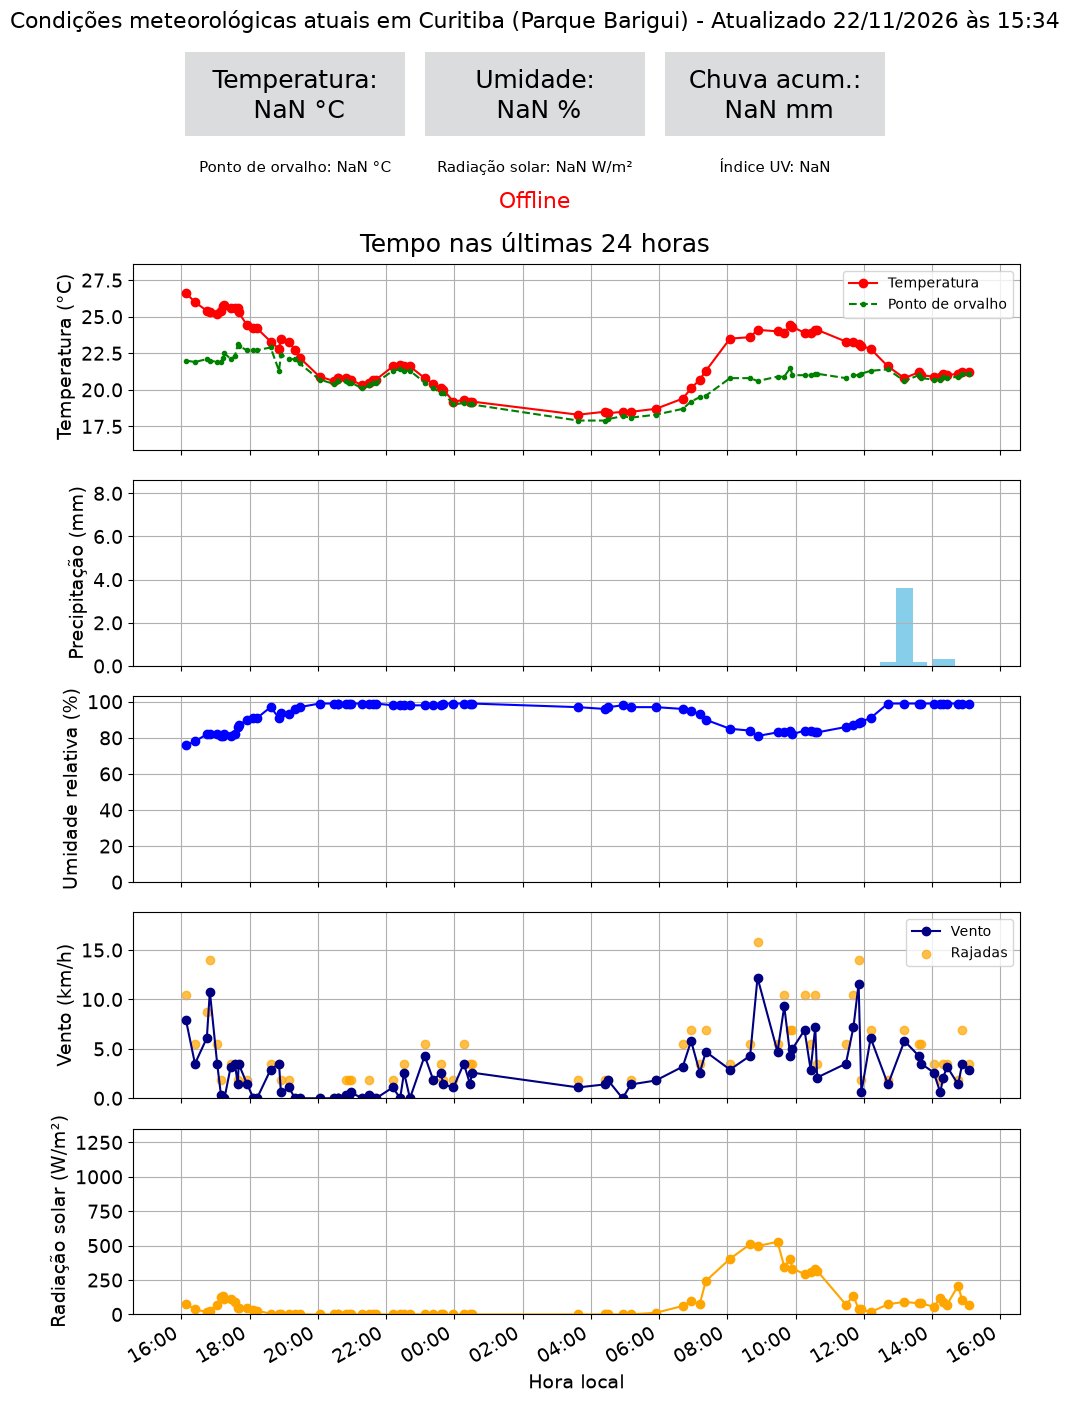 Condições meteorológicas atuais em Curitiba (Parque Barigui) - Atualizado 22/11/2026 às 15:34
Temperatura:
NaN °C
Umidade:
NaN %
Chuva acum.:
NaN mm
Ponto de orvalho: NaN °C
Radiação solar: NaN W/m²
Índice UV: NaN
Offline
Tempo nas últimas 24 horas
Temperatura (°C)
27.5
25.0
22.5
20.0
17.5
Temperatura
Ponto de orvalho
Precipitação (mm)
8.0
6.0
4.0
2.0
0.0
Umidade relativa (%)
100
80
60
40
20
0
Vento (km/h)
15.0
10.0
5.0
0.0
Vento
Rajadas
Radiação solar (W/m²)
1250
1000
750
500
250
0
16:00
18:00
20:00
22:00
00:00
02:00
04:00
06:00
08:00
10:00
12:00
14:00
16:00
Hora local